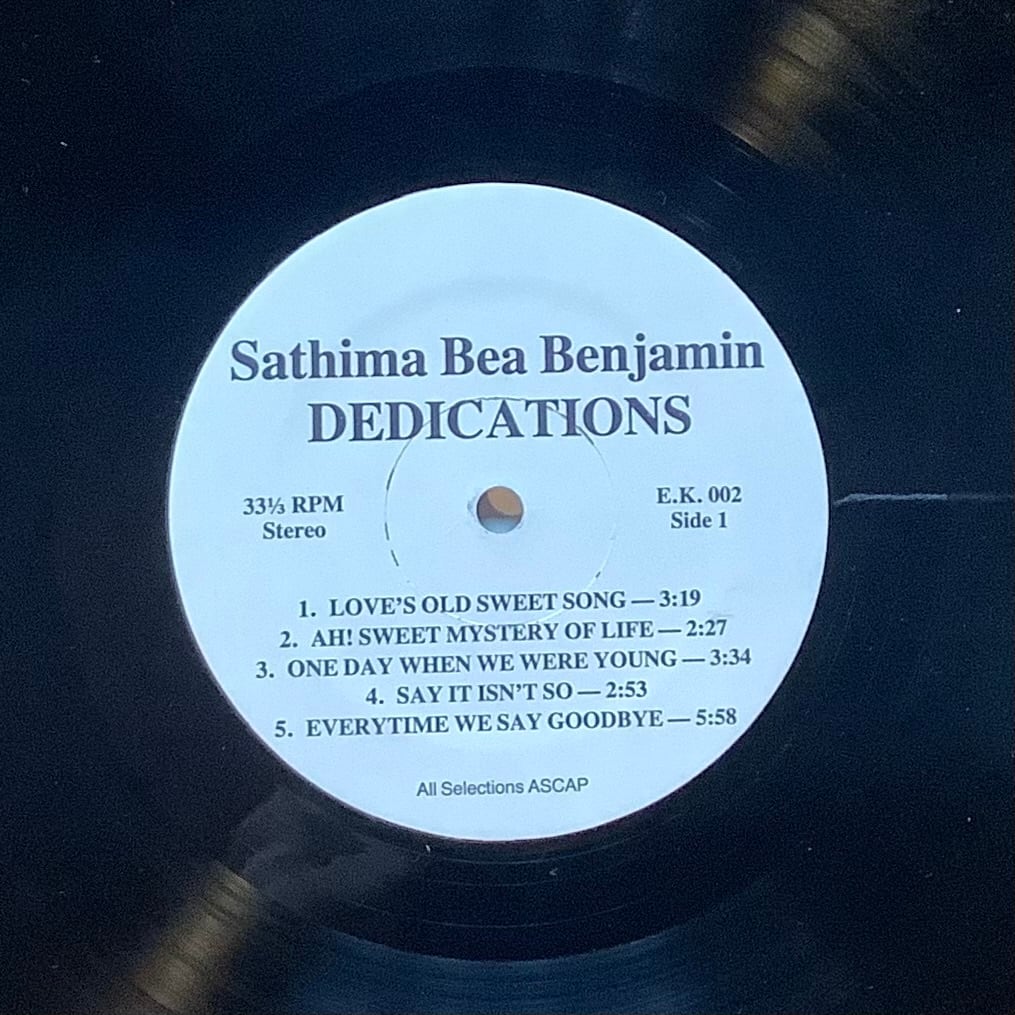 Sathima Bea Benjamin
DEDICATIONS
33⅓ RPM
Stereo
E.K. 002
Side 1
1. LOVE'S OLD SWEET SONG — 3:19
2. AH! SWEET MYSTERY OF LIFE — 2:27
3. ONE DAY WHEN WE WERE YOUNG — 3:34
4. SAY IT ISN'T SO — 2:53
5. EVERYTIME WE SAY GOODBYE — 5:58
All Selections ASCAP